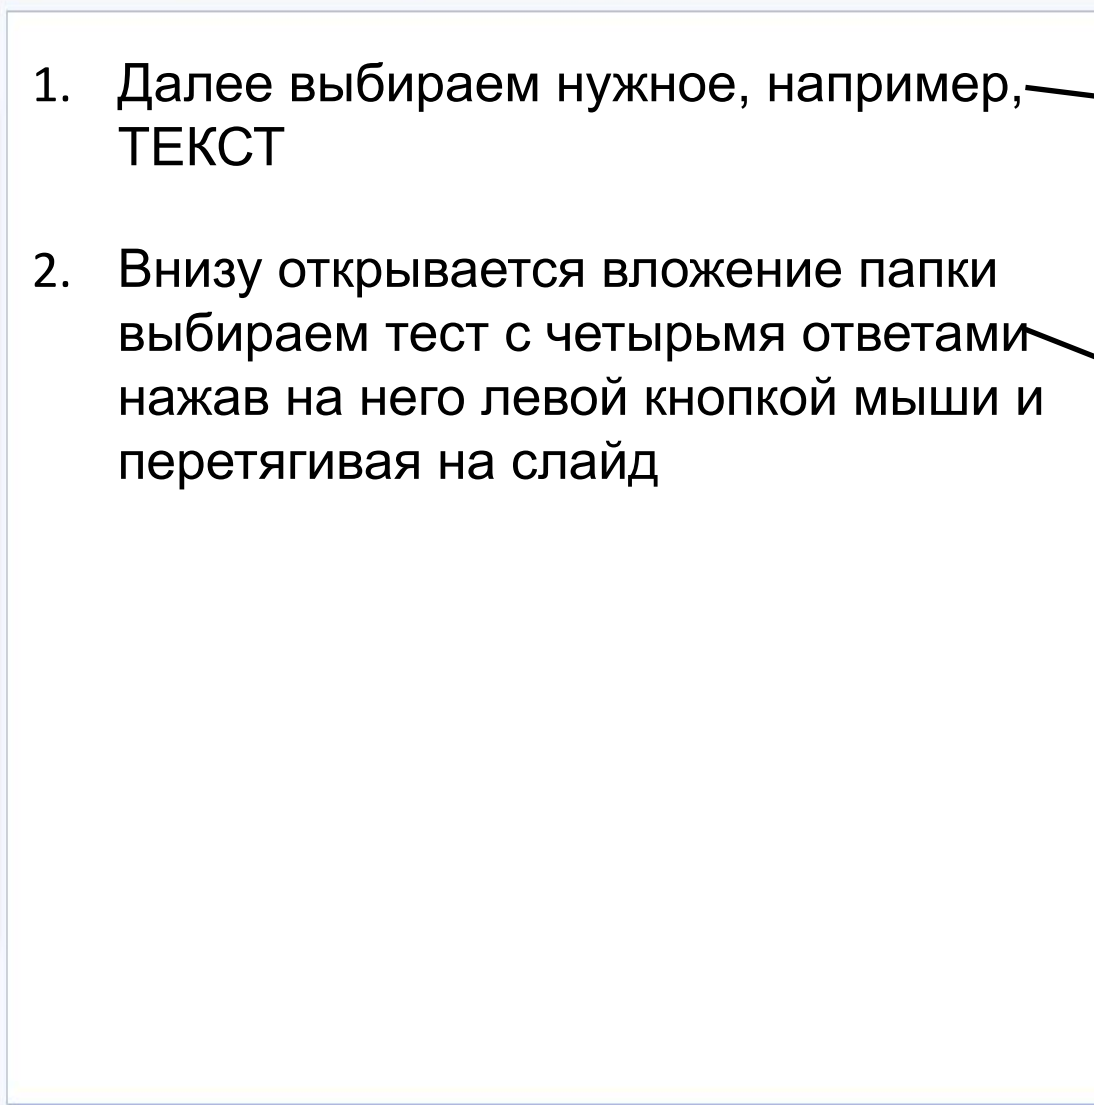 1. Далее выбираем нужное, например,
ТЕКСТ
2. Внизу открывается вложение папки
выбираем тест с четырьмя ответами
нажав на него левой кнопкой мыши и
перетягивая на слайд